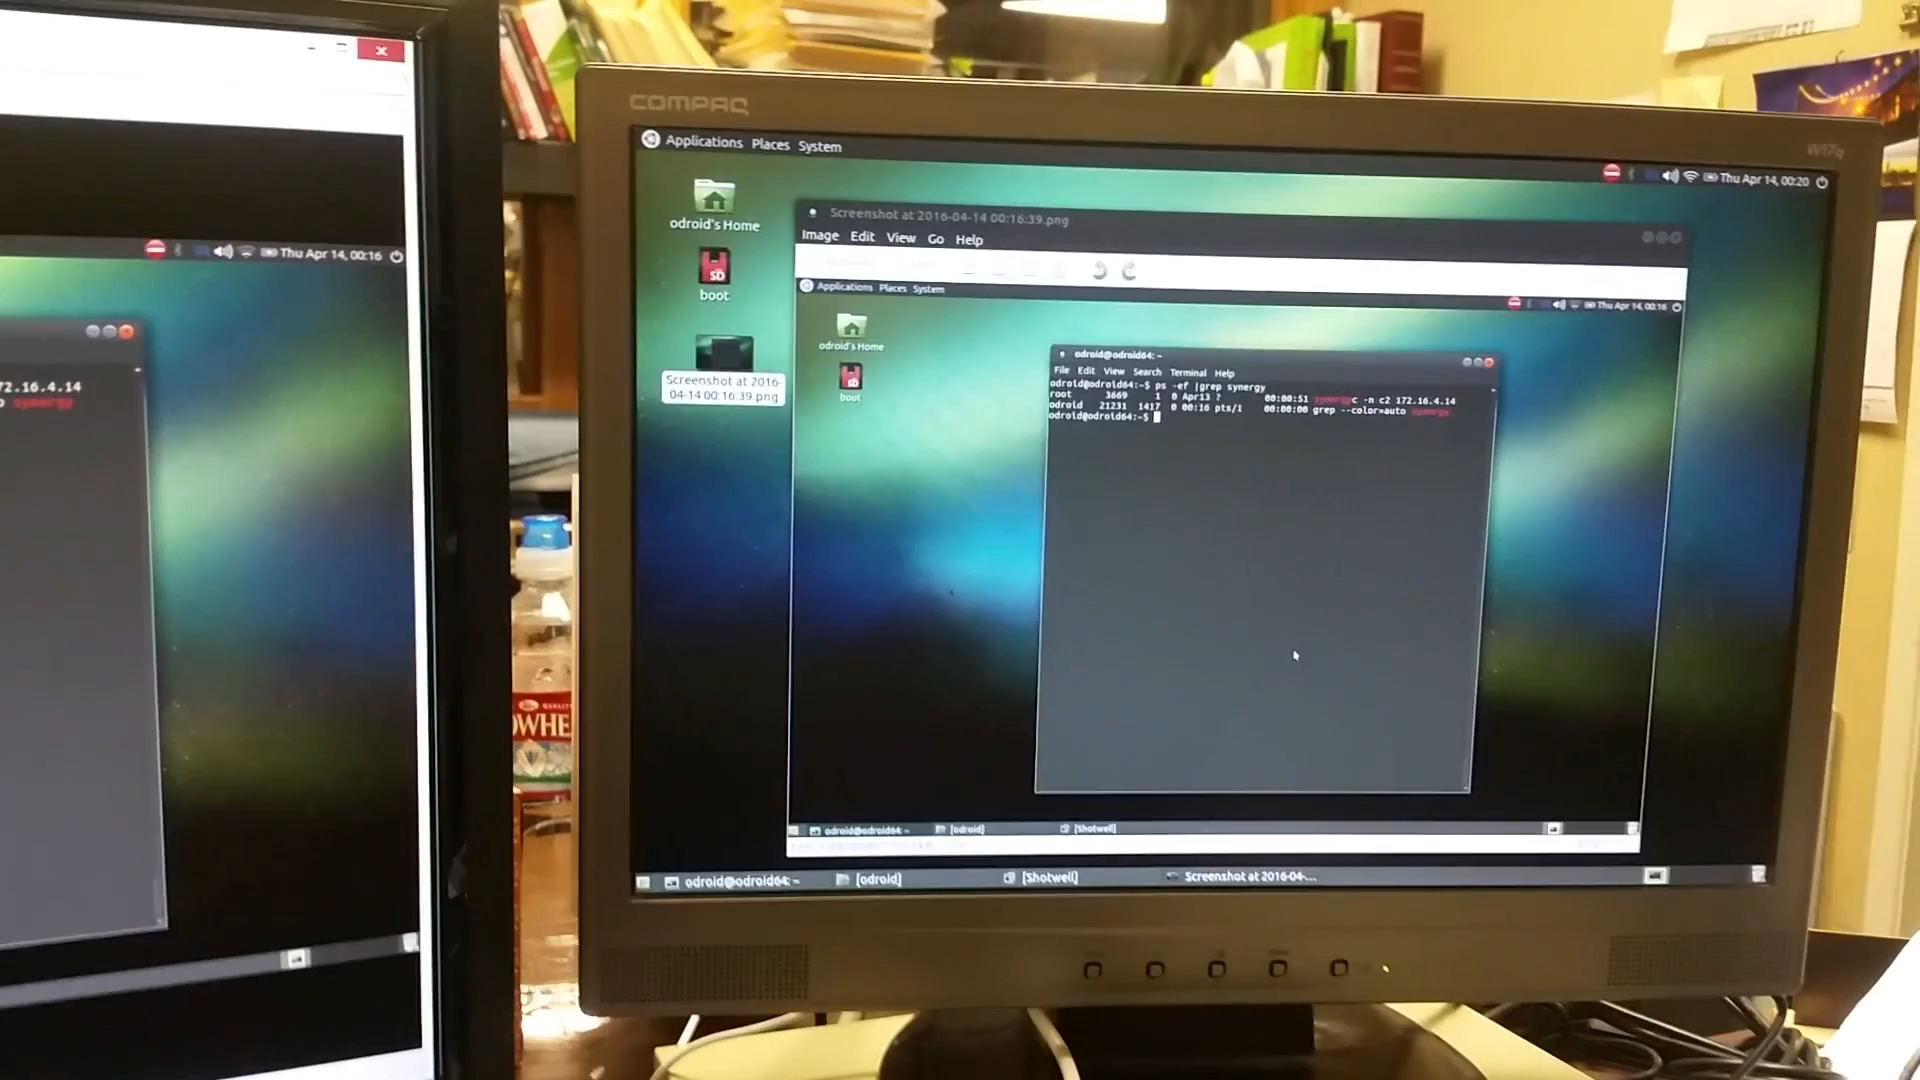 Thu Apr 14, 00:16
72.16.4.14
synergy
COMPAQ
W17q
Applications Places System
Thu Apr 14, 00:20
odroid's Home
SD
boot
Screenshot at 2016-
04-14 00:16:39.png
Screenshot at 2016-04-14 00:16:39.png
Image Edit View Go Help
Applications Places System
Thu Apr 14, 00:16
odroid's Home
SD
boot
odroid@odroid64: ~
File Edit View Search Terminal Help
odroid@odroid64:~$ ps -ef |grep synergy
root 3669 1 0 Apr13 ? 00:00:51 synergyc -n c2 172.16.4.14
odroid 21231 1417 0 00:16 pts/1 00:00:00 grep --color=auto synergy
odroid@odroid64:~$
odroid@odroid64: ~ [odroid] [Shotwell]
odroid@odroid64: ~ [odroid] [Shotwell] Screenshot at 2016-04-...
OWHE